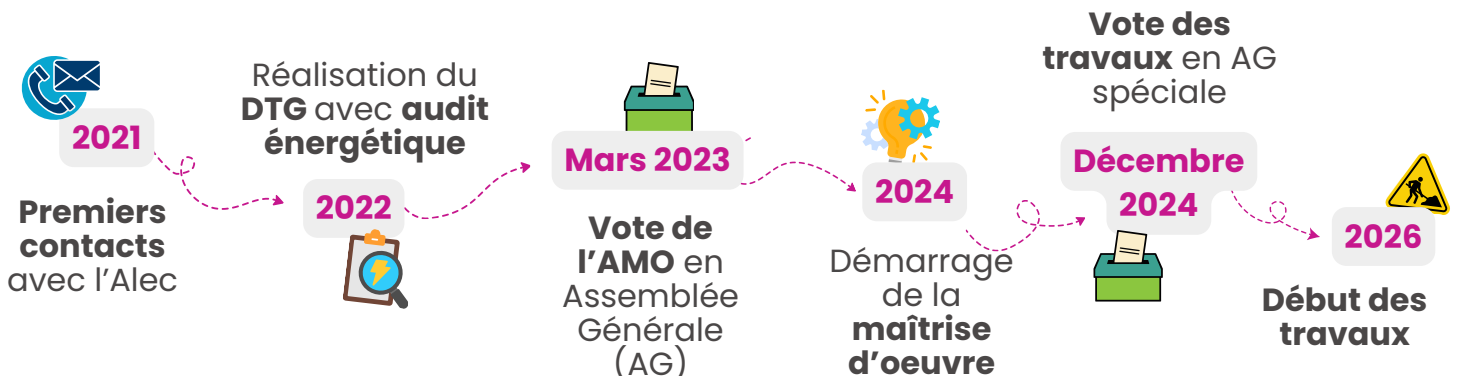 2021
Premiers
contacts
avec l'Alec
Réalisation du
DTG avec audit
énergétique
2022
Mars 2023
Vote de
l'AMO en
Assemblée
Générale
(AG)
2024
Démarrage
de la
maîtrise
d'oeuvre
Vote des
travaux en AG
spéciale
Décembre
2024
2026
Début des
travaux